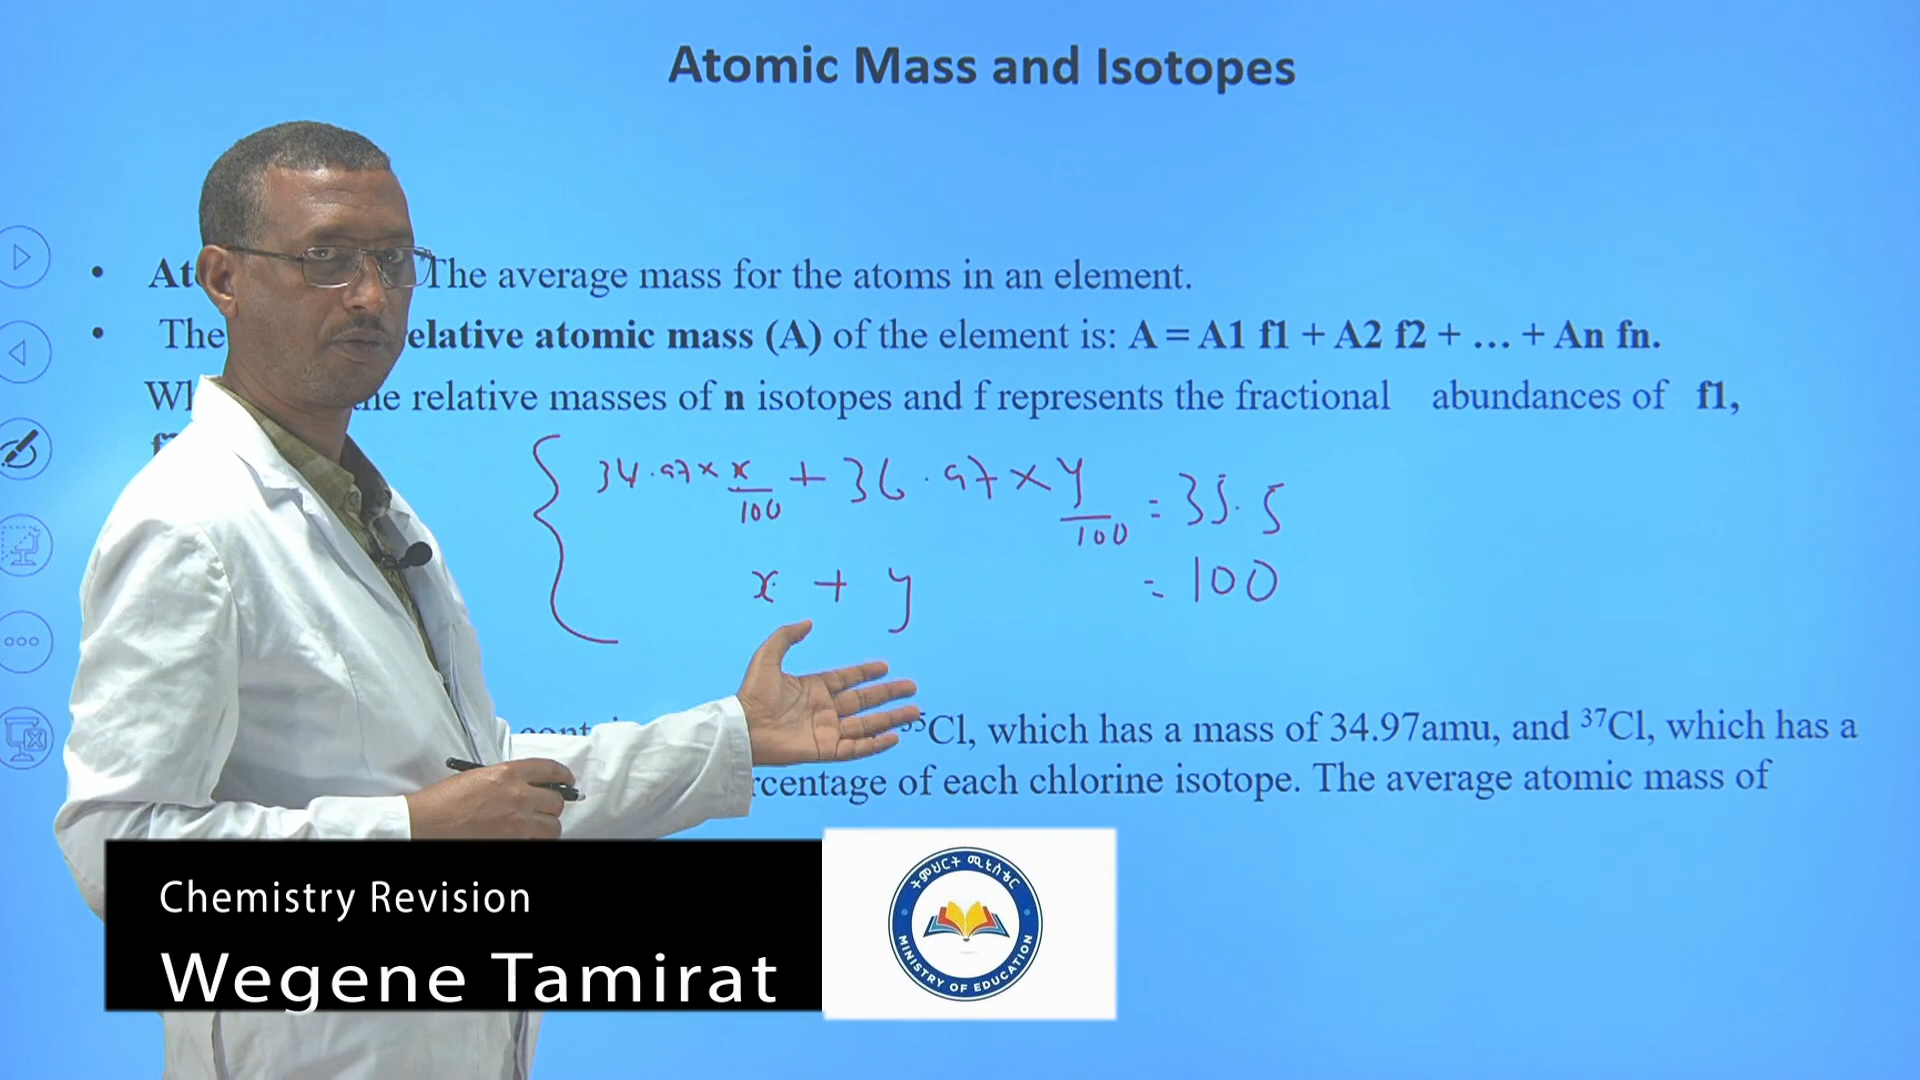 Atomic Mass and Isotopes
• The average mass for the atoms in an element.
• The elative atomic mass (A) of the element is: A = A1 f1 + A2 f2 + … + An fn.
relative masses of n isotopes and f represents the fractional abundances of f1,
34.97 x x/100 + 36.97 x y/100 = 35.5
x + y = 100
Cl, which has a mass of 34.97amu, and ³⁷Cl, which has a
rcentage of each chlorine isotope. The average atomic mass of
Chemistry Revision
Wegene Tamirat
ትምህርት ሚኒስቴር
MINISTRY OF EDUCATION